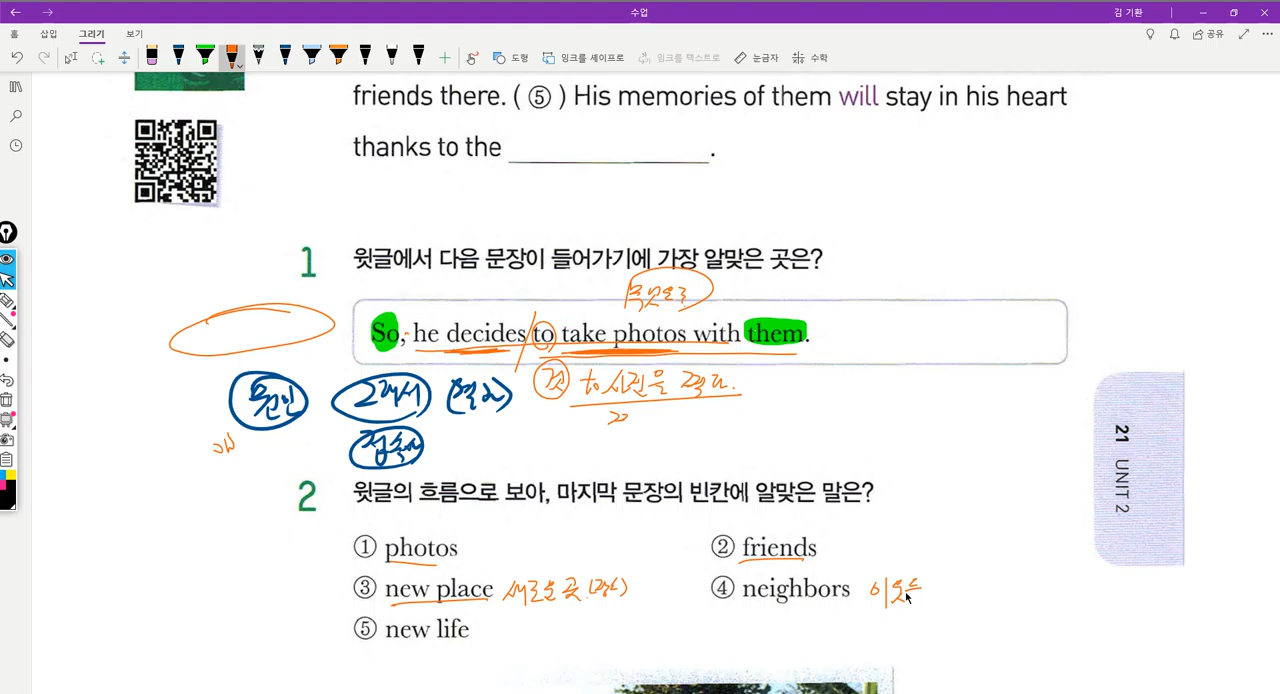 수업
김 기환
홈 삽입 그리기 보기
공유
도형 잉크를 셰이프로 잉크를 텍스트로 눈금자 수학
friends there. ( ⑤ ) His memories of them will stay in his heart
thanks to the ____________.
1 윗글에서 다음 문장이 들어가기에 가장 알맞은 곳은?
무엇을?
So, he decides to take photos with them.
것 to 사진을 찍다.
원인 그래서 (결과)
접속사
2 윗글의 흐름으로 보아, 마지막 문장의 빈칸에 알맞은 말은?
① photos ② friends
③ new place 새로운 곳 (장소) ④ neighbors 이웃들
⑤ new life
21 UNIT 2